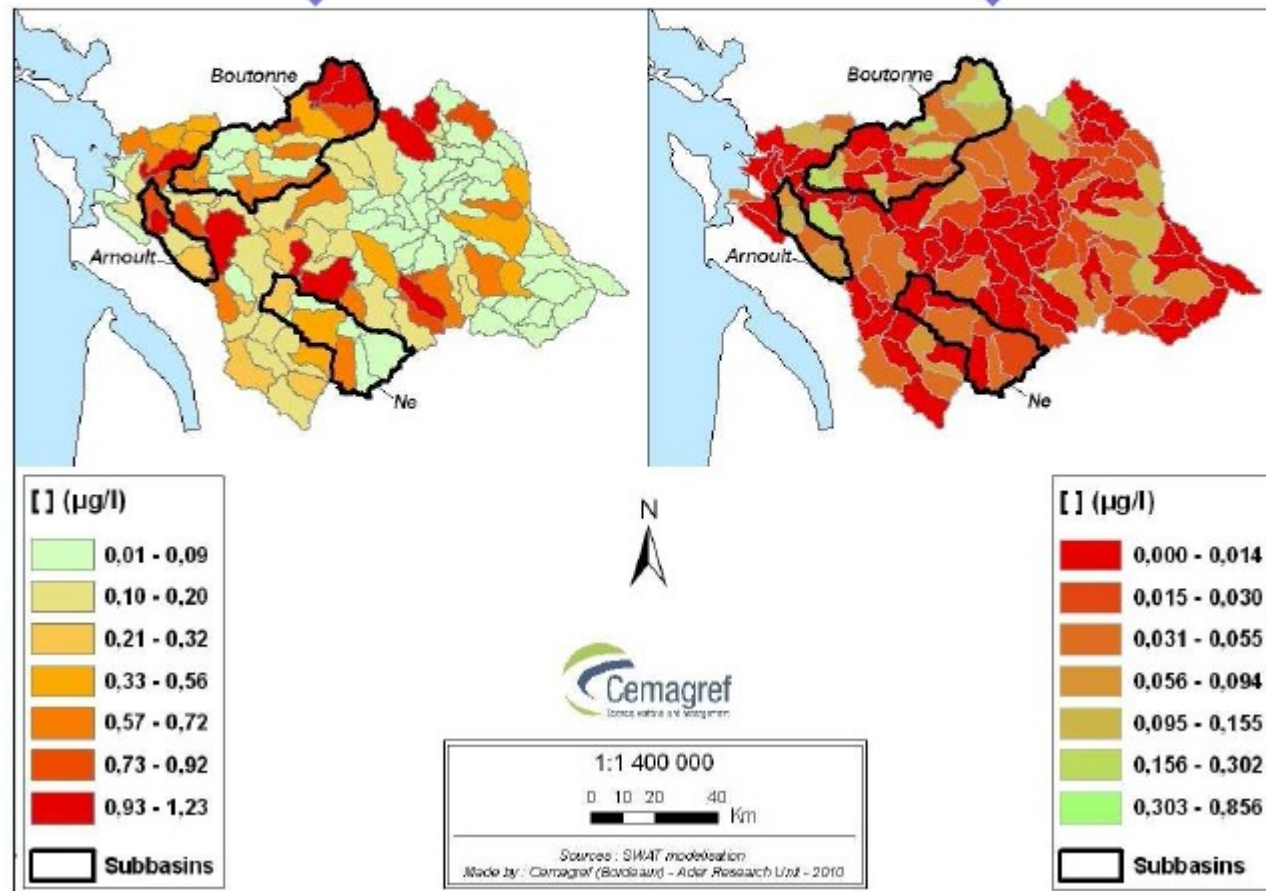 Boutonne
Arnoult
Ne
Boutonne
Arnoult
Ne
[ ] (µg/l)
0,01 - 0,09
0,10 - 0,20
0,21 - 0,32
0,33 - 0,56
0,57 - 0,72
0,73 - 0,92
0,93 - 1,23
Subbasins
N
Cemagref
1:1 400 000
0 10 20 40
Km
Sources : SWAT modelisation
Made by : Cemagref (Bordeaux) - Ader Research Unit - 2010
[ ] (µg/l)
0,000 - 0,014
0,015 - 0,030
0,031 - 0,055
0,056 - 0,094
0,095 - 0,155
0,156 - 0,302
0,303 - 0,856
Subbasins